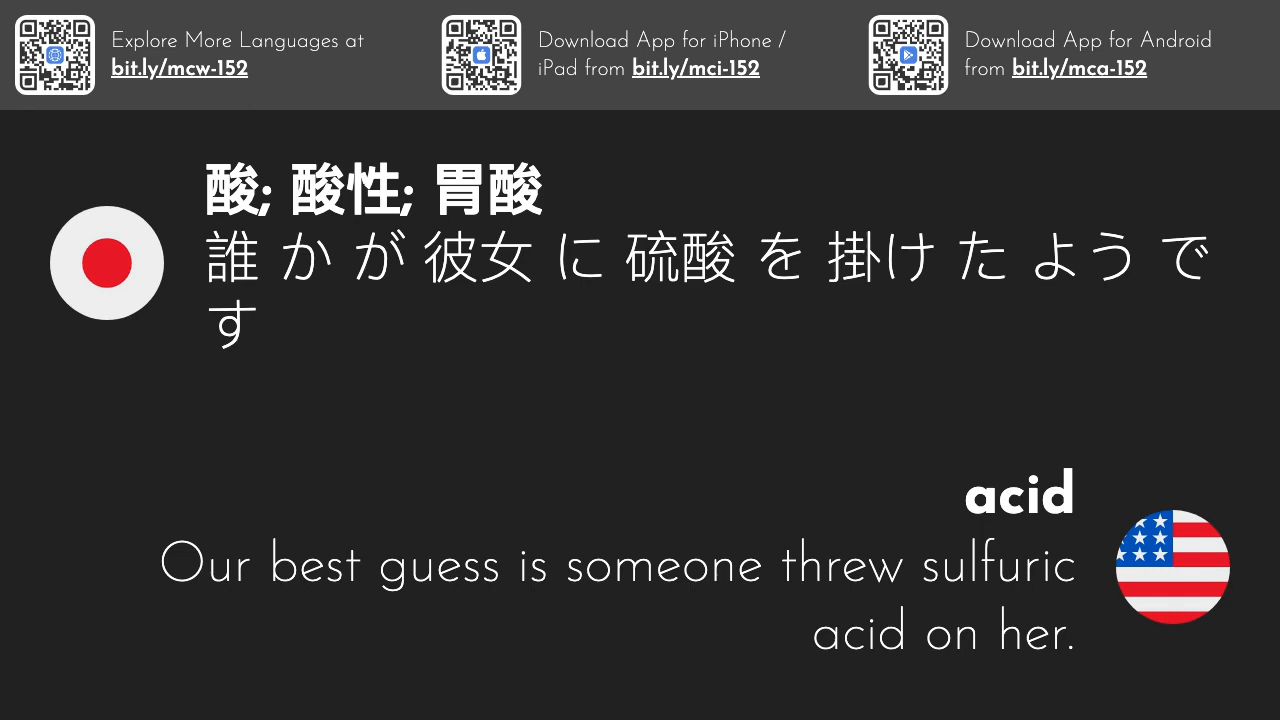 Explore More Languages at
bit.ly/mcw-152
Download App for iPhone /
iPad from bit.ly/mci-152
Download App for Android
from bit.ly/mca-152
酸; 酸性; 胃酸
誰 か が 彼女 に 硫酸 を 掛け た よう で
す
acid
Our best guess is someone threw sulfuric
acid on her.